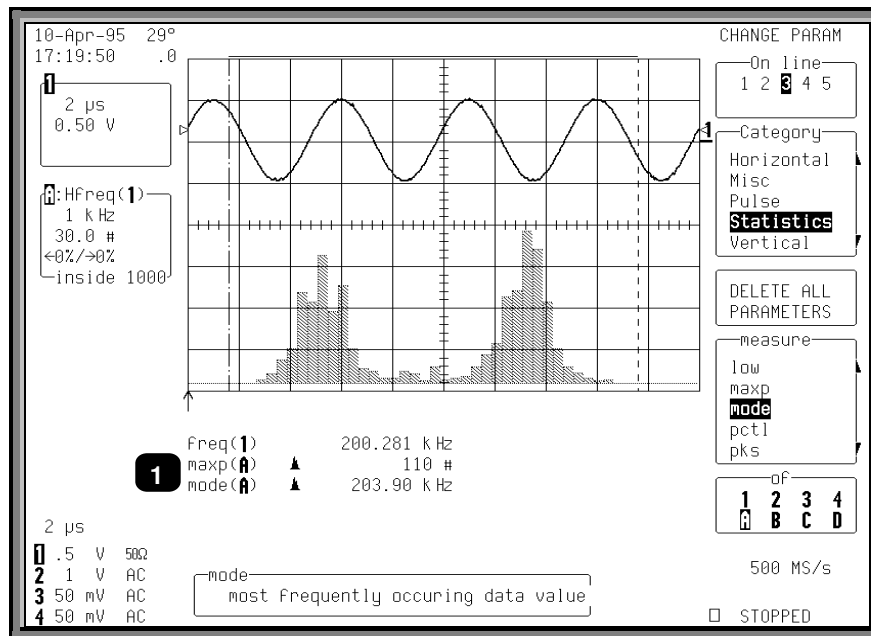 10-Apr-95 29°
17:19:50 .0
1
2 µs
0.50 V
A:Hfreq(1)
1 kHz
30.0 #
←0%/→0%
inside 1000
1
freq(1) 200.281 kHz
maxp(A) 110 #
mode(A) 203.90 kHz
1
2 µs
1 .5 V 50Ω
2 1 V AC
3 50 mV AC
4 50 mV AC
mode
most frequently occuring data value
CHANGE PARAM
On line
1 2 3 4 5
Category
Horizontal
Misc
Pulse
Statistics
Vertical
DELETE ALL
PARAMETERS
measure
low
maxp
mode
pctl
pks
of
1 2 3 4
A B C D
500 MS/s
□ STOPPED